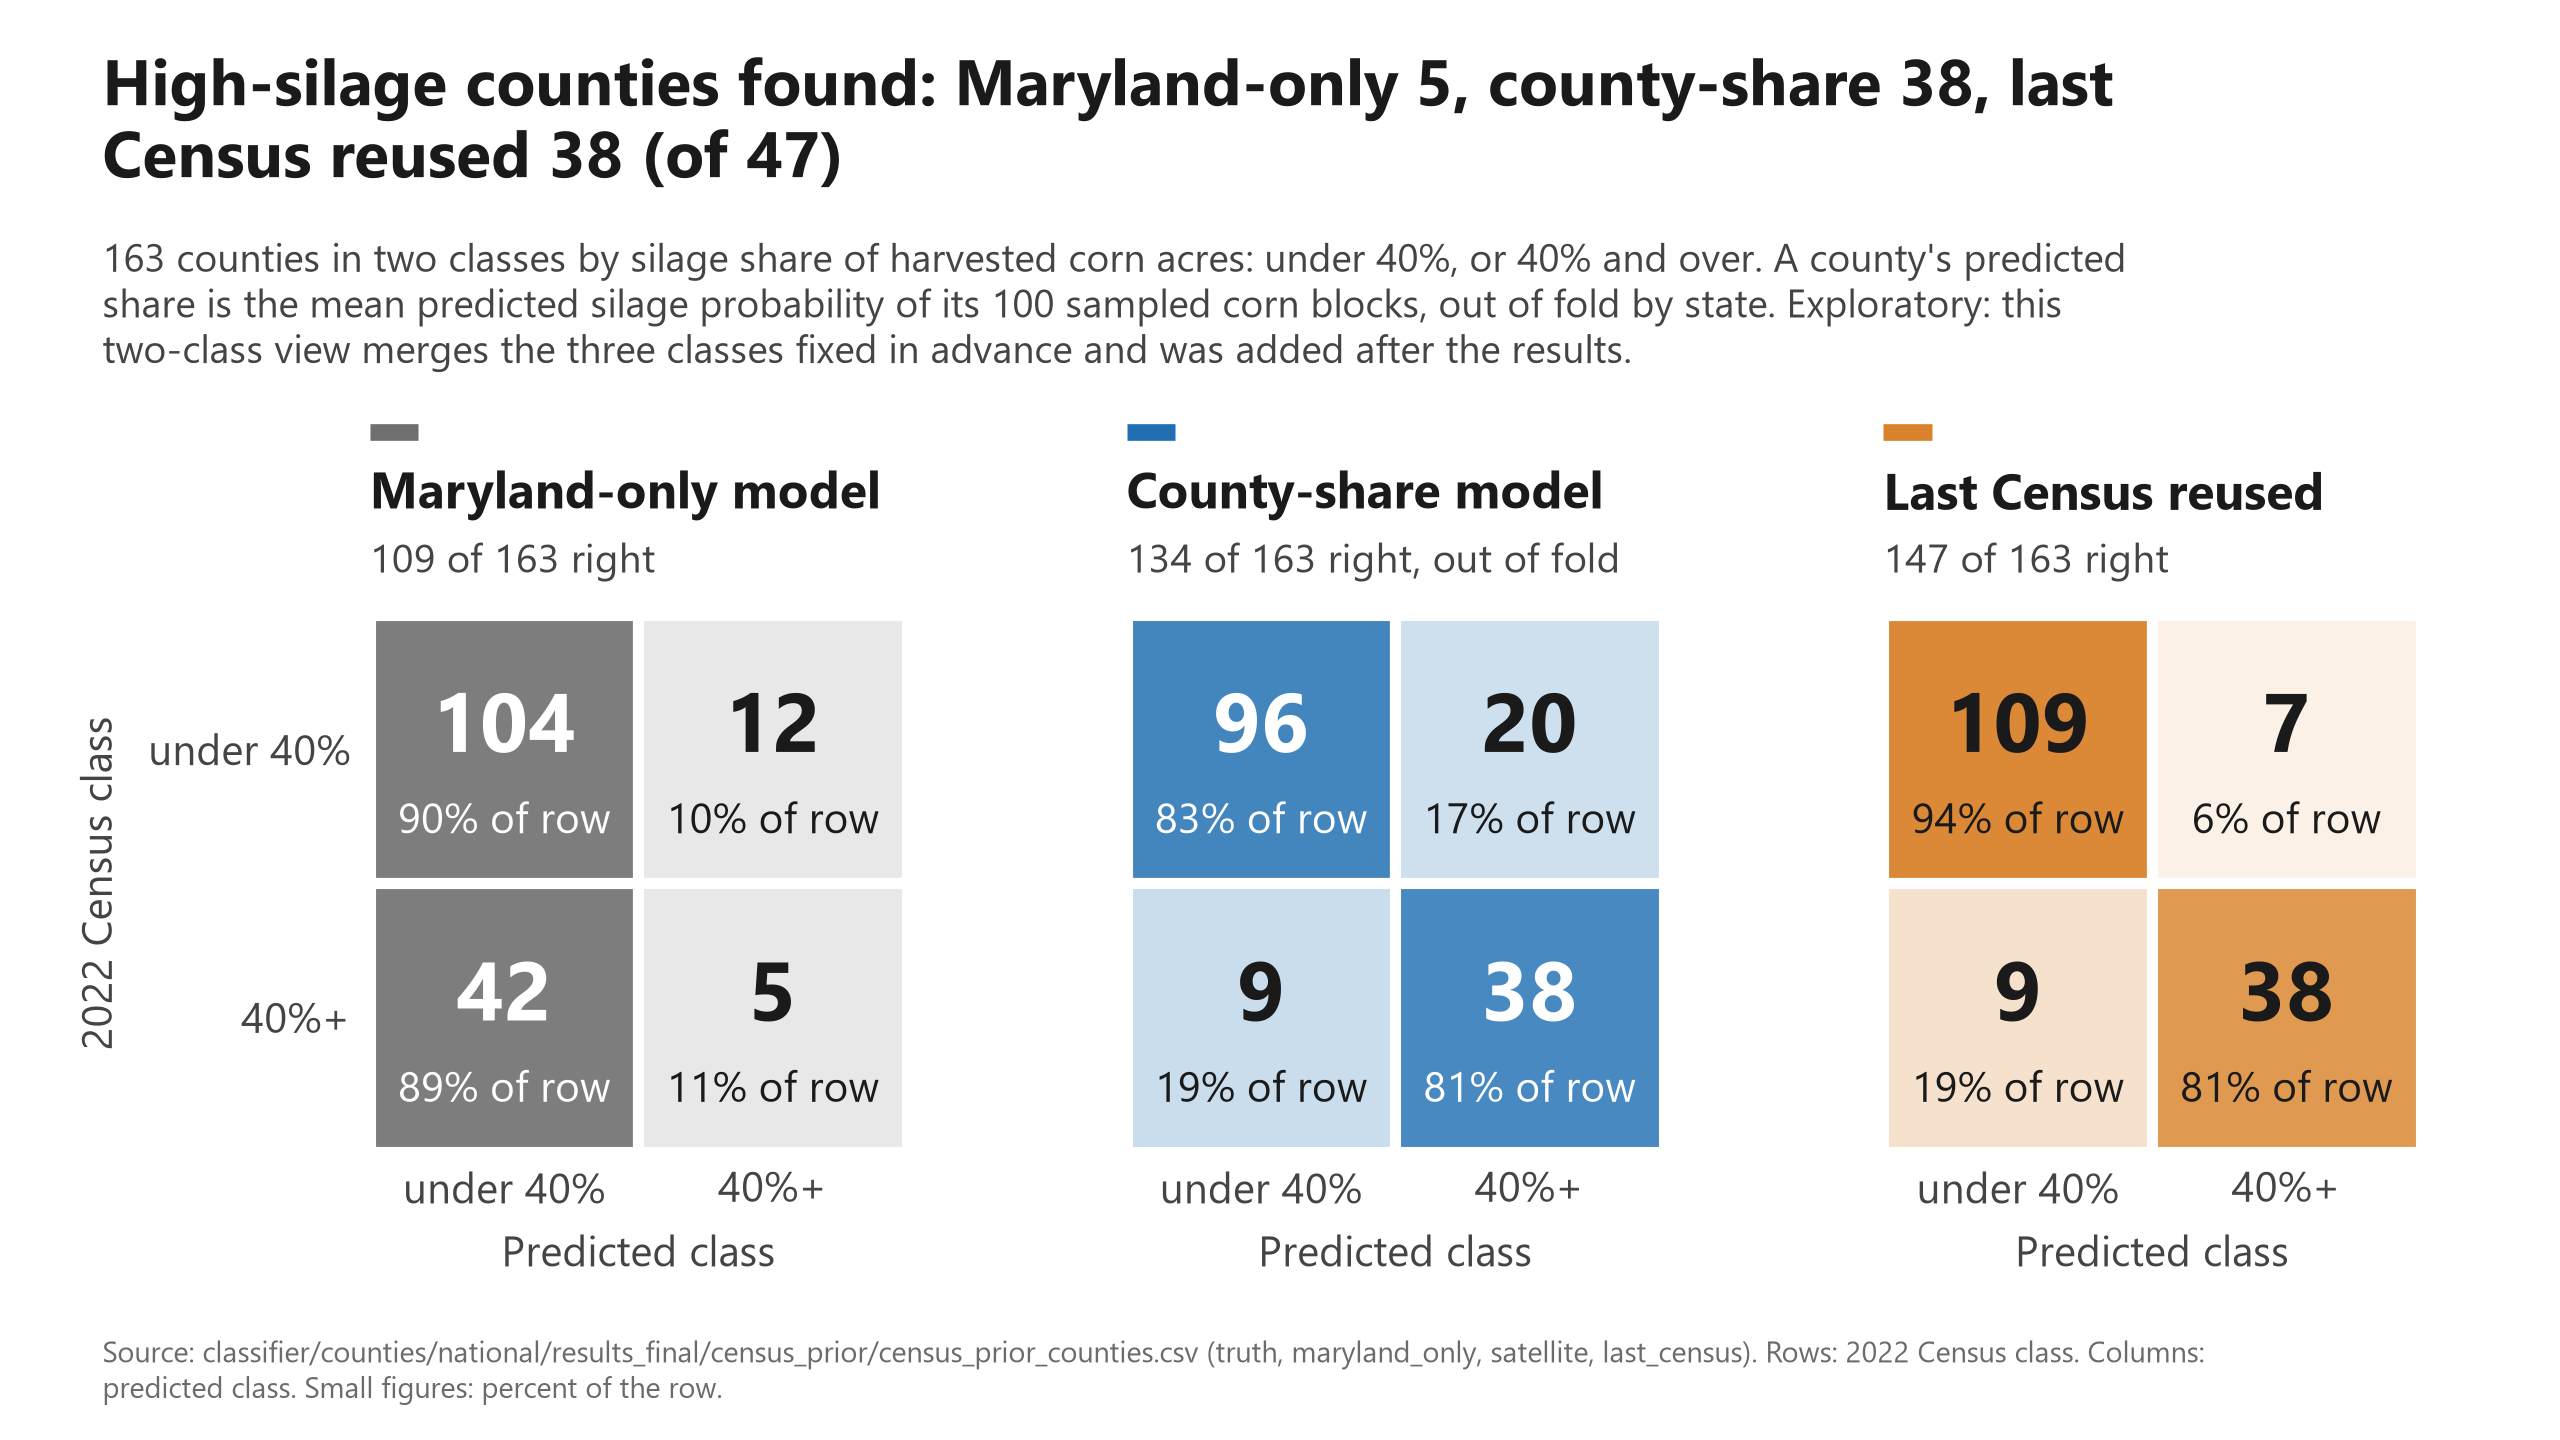 High-silage counties found: Maryland-only 5, county-share 38, last
Census reused 38 (of 47)
163 counties in two classes by silage share of harvested corn acres: under 40%, or 40% and over. A county's predicted
share is the mean predicted silage probability of its 100 sampled corn blocks, out of fold by state. Exploratory: this
two-class view merges the three classes fixed in advance and was added after the results.
Maryland-only model
109 of 163 right
County-share model
134 of 163 right, out of fold
Last Census reused
147 of 163 right
2022 Census class
under 40%
104
90% of row
12
10% of row
96
83% of row
20
17% of row
109
94% of row
7
6% of row
40%+
42
89% of row
5
11% of row
9
19% of row
38
81% of row
9
19% of row
38
81% of row
under 40%
40%+
under 40%
40%+
under 40%
40%+
Predicted class
Predicted class
Predicted class
Source: classifier/counties/national/results_final/census_prior/census_prior_counties.csv (truth, maryland_only, satellite, last_census). Rows: 2022 Census class. Columns:
predicted class. Small figures: percent of the row.